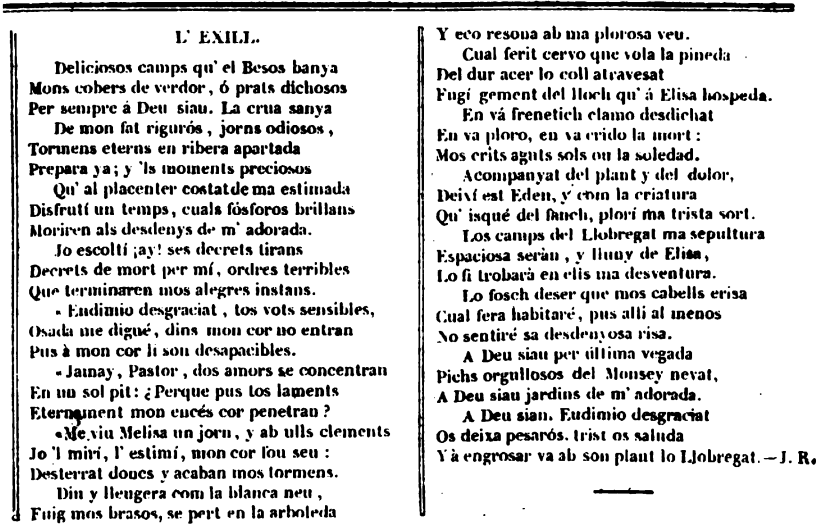 L' EXILL.
Deliciosos camps qu' el Besos banya
Mons cobers de verdor, ó prats dichosos
Per sempre á Deu siau. La crua sanya
De mon fat rigurós, jorns odiosos,
Tormens eterns en ribera apartada
Prepara ya; y 'ls moments preciosos
Qu' al placenter costat de ma estimada
Disfrutí un temps, cuals fósforos brillans
Moriren als desdenys de m' adorada.
Jo escoltí ¡ay! ses decrets tirans
Decrets de mort per mí, ordres terribles
Que terminaren mos alegres instans.
« Eudimio desgraciat, tos vots sensibles,
Osada me digué, dins mon cor no entran
Pus à mon cor li son desapacibles.
« Jamay, Pastor, dos amors se concentran
En un sol pit: ¿Perque pus tos laments
Eternament mon encés cor penetran?
«Me viu Melisa un jorn, y ab ulls clements
Jo 'l mirí, l' estimí, mon cor fou seu:
Desterrat doncs y acaban mos tormens.
Diu y lleugera com la blanca neu,
Fuig mos brasos, se pert en la arboleda
Y eco resona ab ma plorosa veu.
Cual ferit cervo que vola la pineda
Del dur acer lo coll atravesat
Fugí gement del lloch qu' á Elisa hospeda.
En vá frenetich clamo desdichat
En va ploro, en va crido la mort:
Mos crits aguts sols ou la soledad.
Acompanyat del plant y del dolor,
Deixí est Eden, y com la criatura
Qu' isqué del fanch, plorí ma trista sort.
Los camps del Llobregat ma sepultura
Espaciosa seràn, y lluny de Elisa,
Lo fi trobarà en elis ma desventura.
Lo fosch deser que mos cabells erisa
Cual fera habitaré, pus alli al menos
No sentiré sa desdenyosa risa.
A Deu siau per última vegada
Pichs orgullosos del Monsey nevat,
A Deu siau jardins de m' adorada.
A Deu siau. Eudimio desgraciat
Os deixa pesarós, trist os saluda
Y à engrosar va ab son plant lo Llobregat. — J. R.